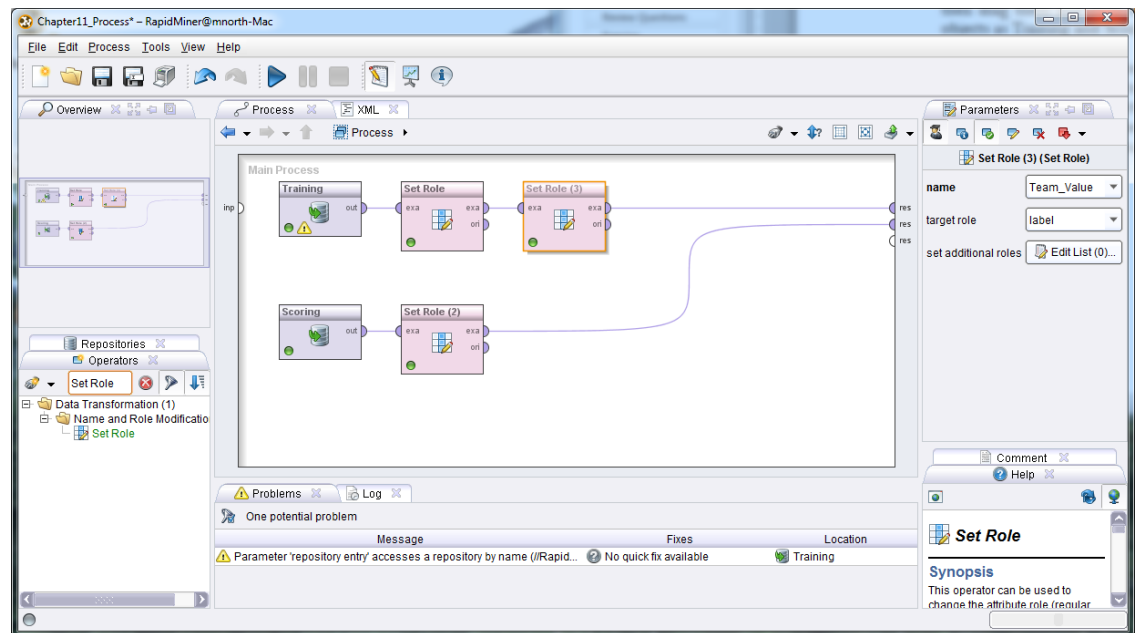 Chapter11_Process* – RapidMiner@mnorth-Mac
File Edit Process Tools View Help
Overview
Process
XML
Parameters
Process
Main Process
Training
Set Role
Set Role (3)
inp
out
exa
exa
ori
exa
exa
ori
res
res
res
Scoring
Set Role (2)
out
exa
exa
ori
Set Role (3) (Set Role)
name
Team_Value
target role
label
set additional roles
Edit List (0)...
Repositories
Operators
Set Role
Data Transformation (1)
Name and Role Modificatio
Set Role
Problems
Log
One potential problem
Message Fixes Location
Parameter 'repository entry' accesses a repository by name (//Rapid... No quick fix available Training
Comment
Help
Set Role
Synopsis
This operator can be used to
change the attribute role (regular